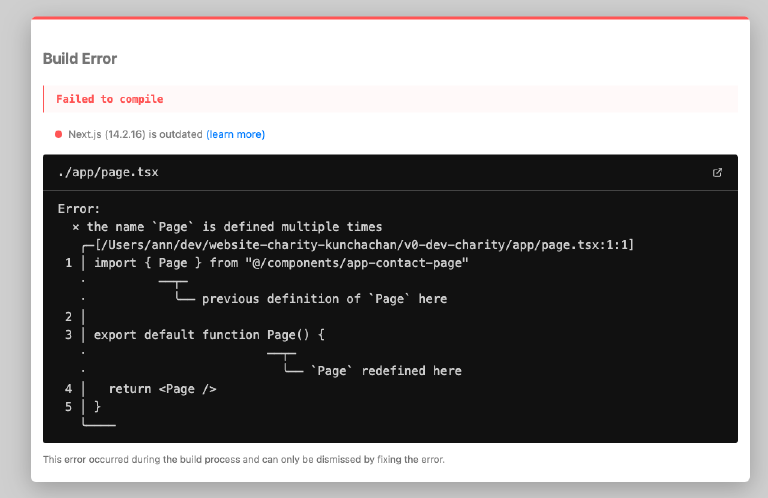 Build Error
Failed to compile
Next.js (14.2.16) is outdated (learn more)
./app/page.tsx
Error:
× the name `Page` is defined multiple times
╭─[/Users/ann/dev/website-charity-kunchachan/v0-dev-charity/app/page.tsx:1:1]
1 │ import { Page } from "@/components/app-contact-page"
·          ──┬─
·            ╰── previous definition of `Page` here
2 │
3 │ export default function Page() {
·                         ──┬─
·                           ╰── `Page` redefined here
4 │   return <Page />
5 │ }
╰────
This error occurred during the build process and can only be dismissed by fixing the error.